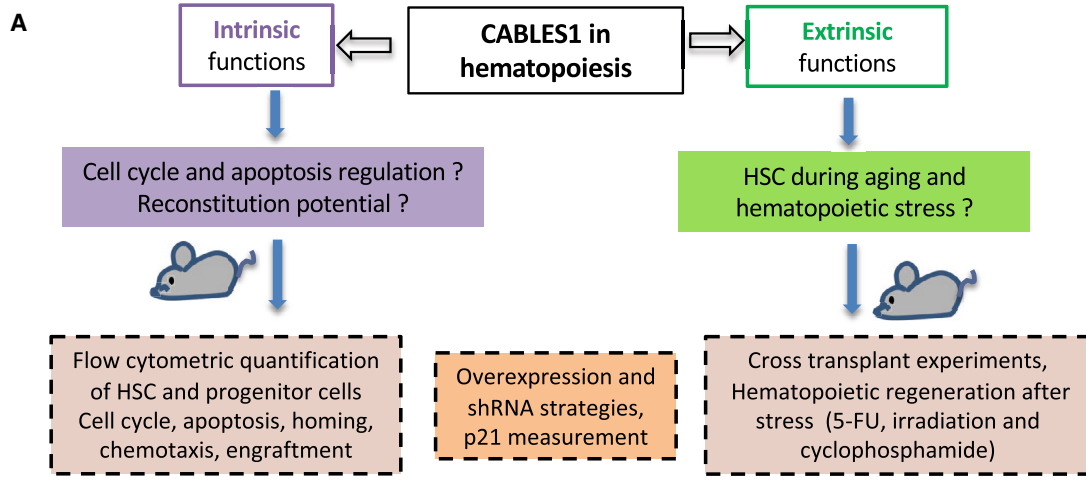 A
Intrinsic
functions
CABLES1 in
hematopoiesis
Extrinsic
functions
Cell cycle and apoptosis regulation ?
Reconstitution potential ?
HSC during aging and
hematopoietic stress ?
Flow cytometric quantification
of HSC and progenitor cells
Cell cycle, apoptosis, homing,
chemotaxis, engraftment
Overexpression and
shRNA strategies,
p21 measurement
Cross transplant experiments,
Hematopoietic regeneration after
stress (5-FU, irradiation and
cyclophosphamide)